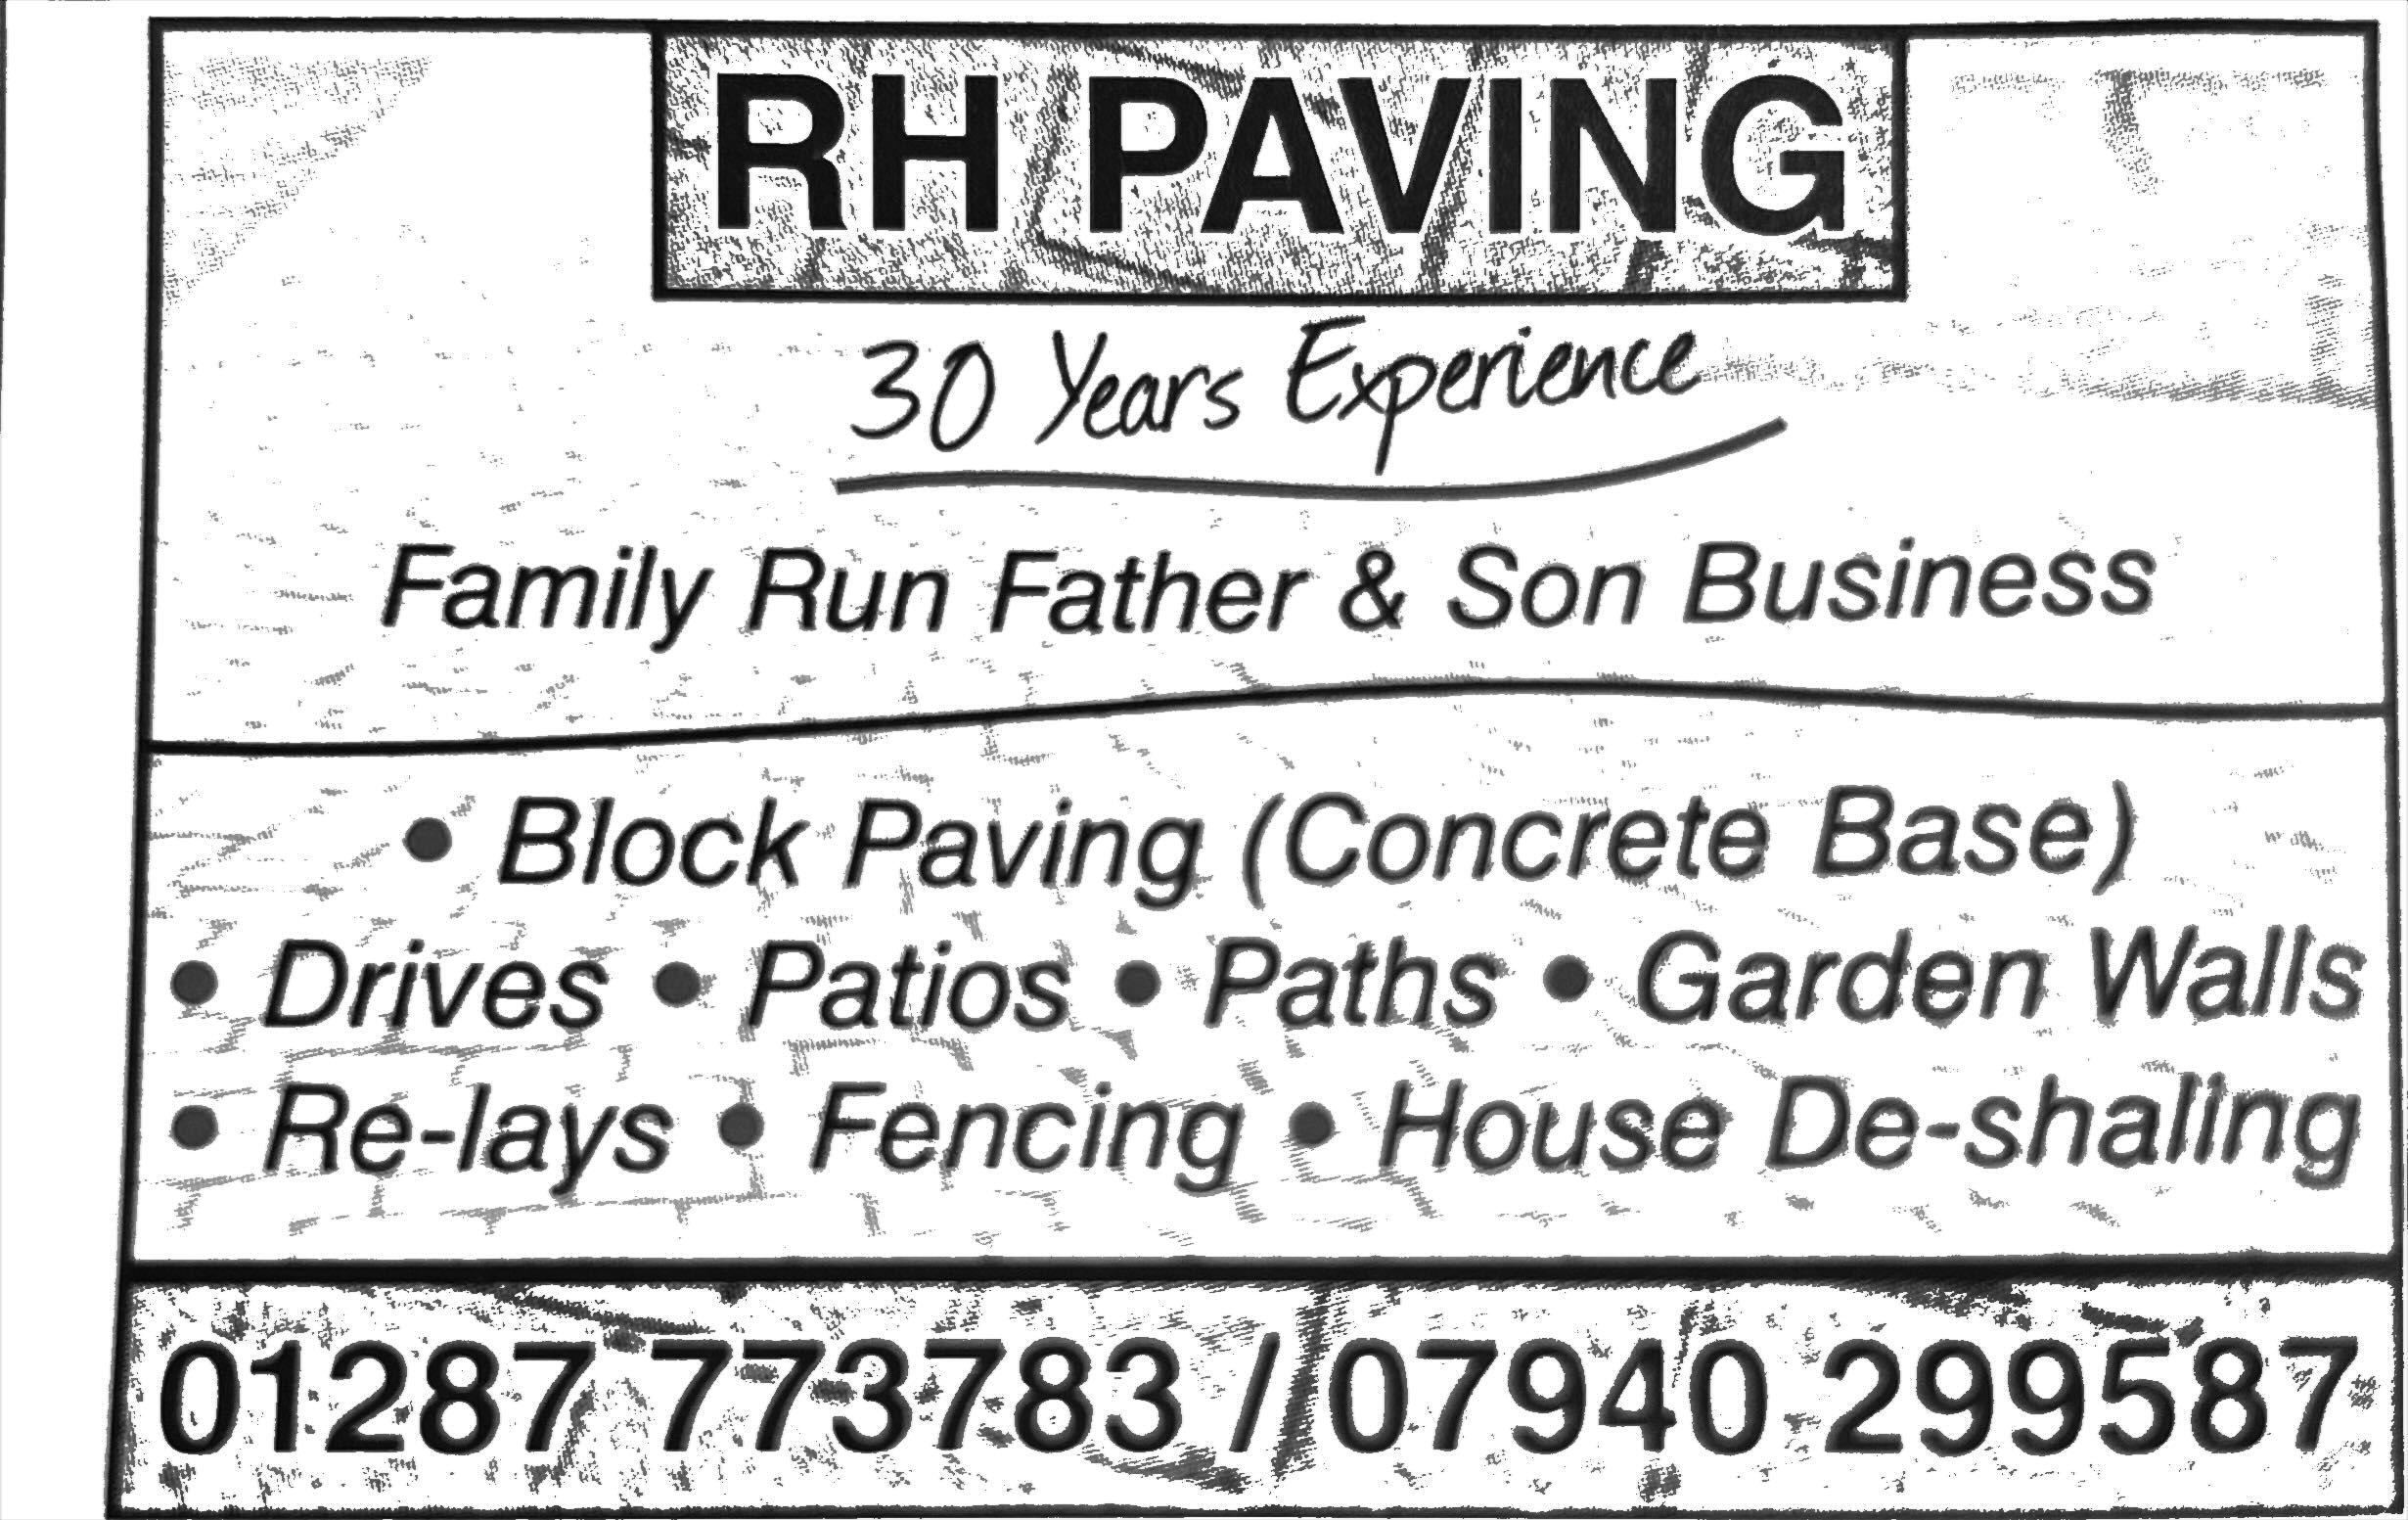 RH PAVING
30 Years Experience
Family Run Father & Son Business
• Block Paving (Concrete Base)
• Drives • Patios • Paths • Garden Walls
• Re-lays • Fencing • House De-shaling
01287 773783 / 07940 299587